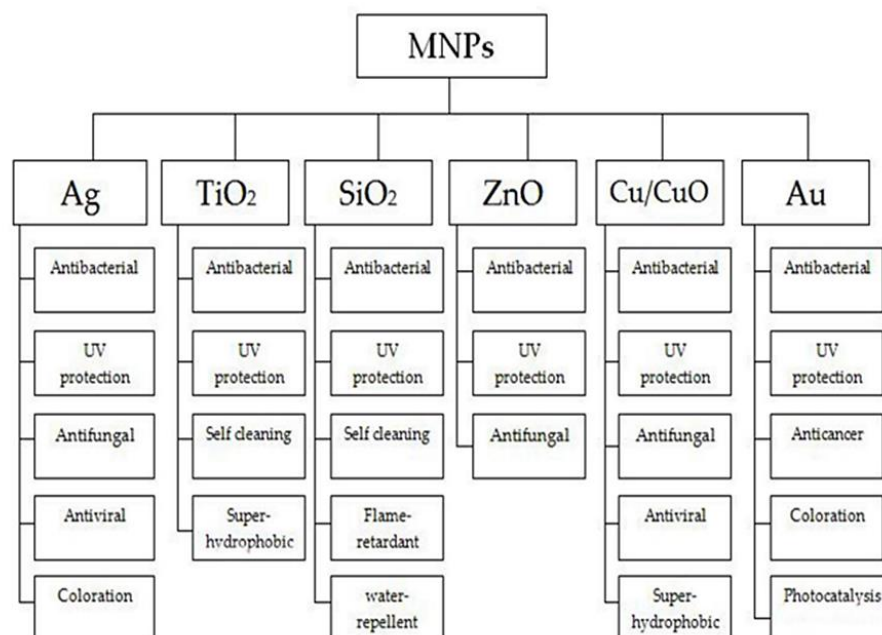 MNPs
Ag
TiO2
SiO2
ZnO
Cu/CuO
Au
Antibacterial
UV
protection
Antifungal
Antiviral
Coloration
Antibacterial
UV
protection
Self cleaning
Super-
hydrophobic
Antibacterial
UV
protection
Self cleaning
Flame-
retardant
water-
repellent
Antibacterial
UV
protection
Antifungal
Antibacterial
UV
protection
Antifungal
Antiviral
Super-
hydrophobic
Antibacterial
UV
protection
Anticancer
Coloration
Photocatalysis